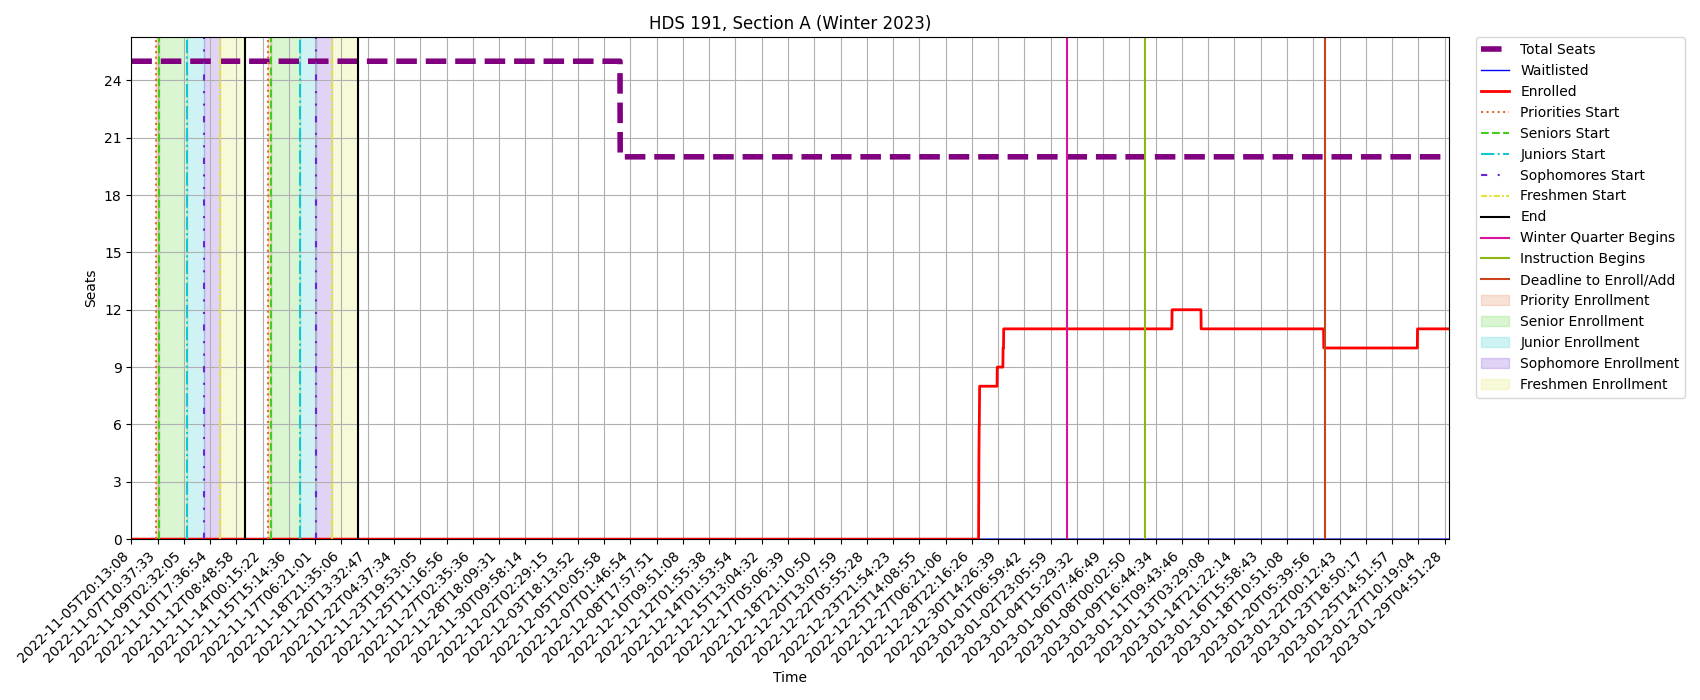 HDS 191, Section A (Winter 2023)
Seats
24
21
18
15
12
9
6
3
0
2022-11-05T20:13:08
2022-11-07T10:37:33
2022-11-09T02:32:05
2022-11-10T17:36:54
2022-11-12T08:48:58
2022-11-14T00:15:22
2022-11-15T15:14:36
2022-11-17T06:21:01
2022-11-18T21:35:06
2022-11-20T13:32:47
2022-11-22T04:37:34
2022-11-23T19:53:05
2022-11-25T11:16:56
2022-11-27T02:35:36
2022-11-28T18:09:31
2022-11-30T09:58:14
2022-12-02T02:29:15
2022-12-03T18:13:52
2022-12-05T10:05:58
2022-12-07T01:46:54
2022-12-08T17:57:51
2022-12-10T09:51:08
2022-12-12T01:55:38
2022-12-14T01:53:54
2022-12-15T13:04:32
2022-12-17T05:06:39
2022-12-18T21:10:50
2022-12-20T13:07:59
2022-12-22T05:55:28
2022-12-23T21:54:23
2022-12-25T14:08:55
2022-12-27T06:21:06
2022-12-28T22:16:26
2022-12-30T14:26:39
2023-01-01T06:59:42
2023-01-02T23:05:59
2023-01-04T15:29:32
2023-01-06T07:46:49
2023-01-08T00:02:50
2023-01-09T16:44:34
2023-01-11T09:43:46
2023-01-13T03:29:08
2023-01-14T21:22:14
2023-01-16T15:58:43
2023-01-18T10:51:08
2023-01-20T05:39:56
2023-01-22T00:12:43
2023-01-23T18:50:17
2023-01-25T14:51:57
2023-01-27T10:19:04
2023-01-29T04:51:28
Time
Total Seats
Waitlisted
Enrolled
Priorities Start
Seniors Start
Juniors Start
Sophomores Start
Freshmen Start
End
Winter Quarter Begins
Instruction Begins
Deadline to Enroll/Add
Priority Enrollment
Senior Enrollment
Junior Enrollment
Sophomore Enrollment
Freshmen Enrollment